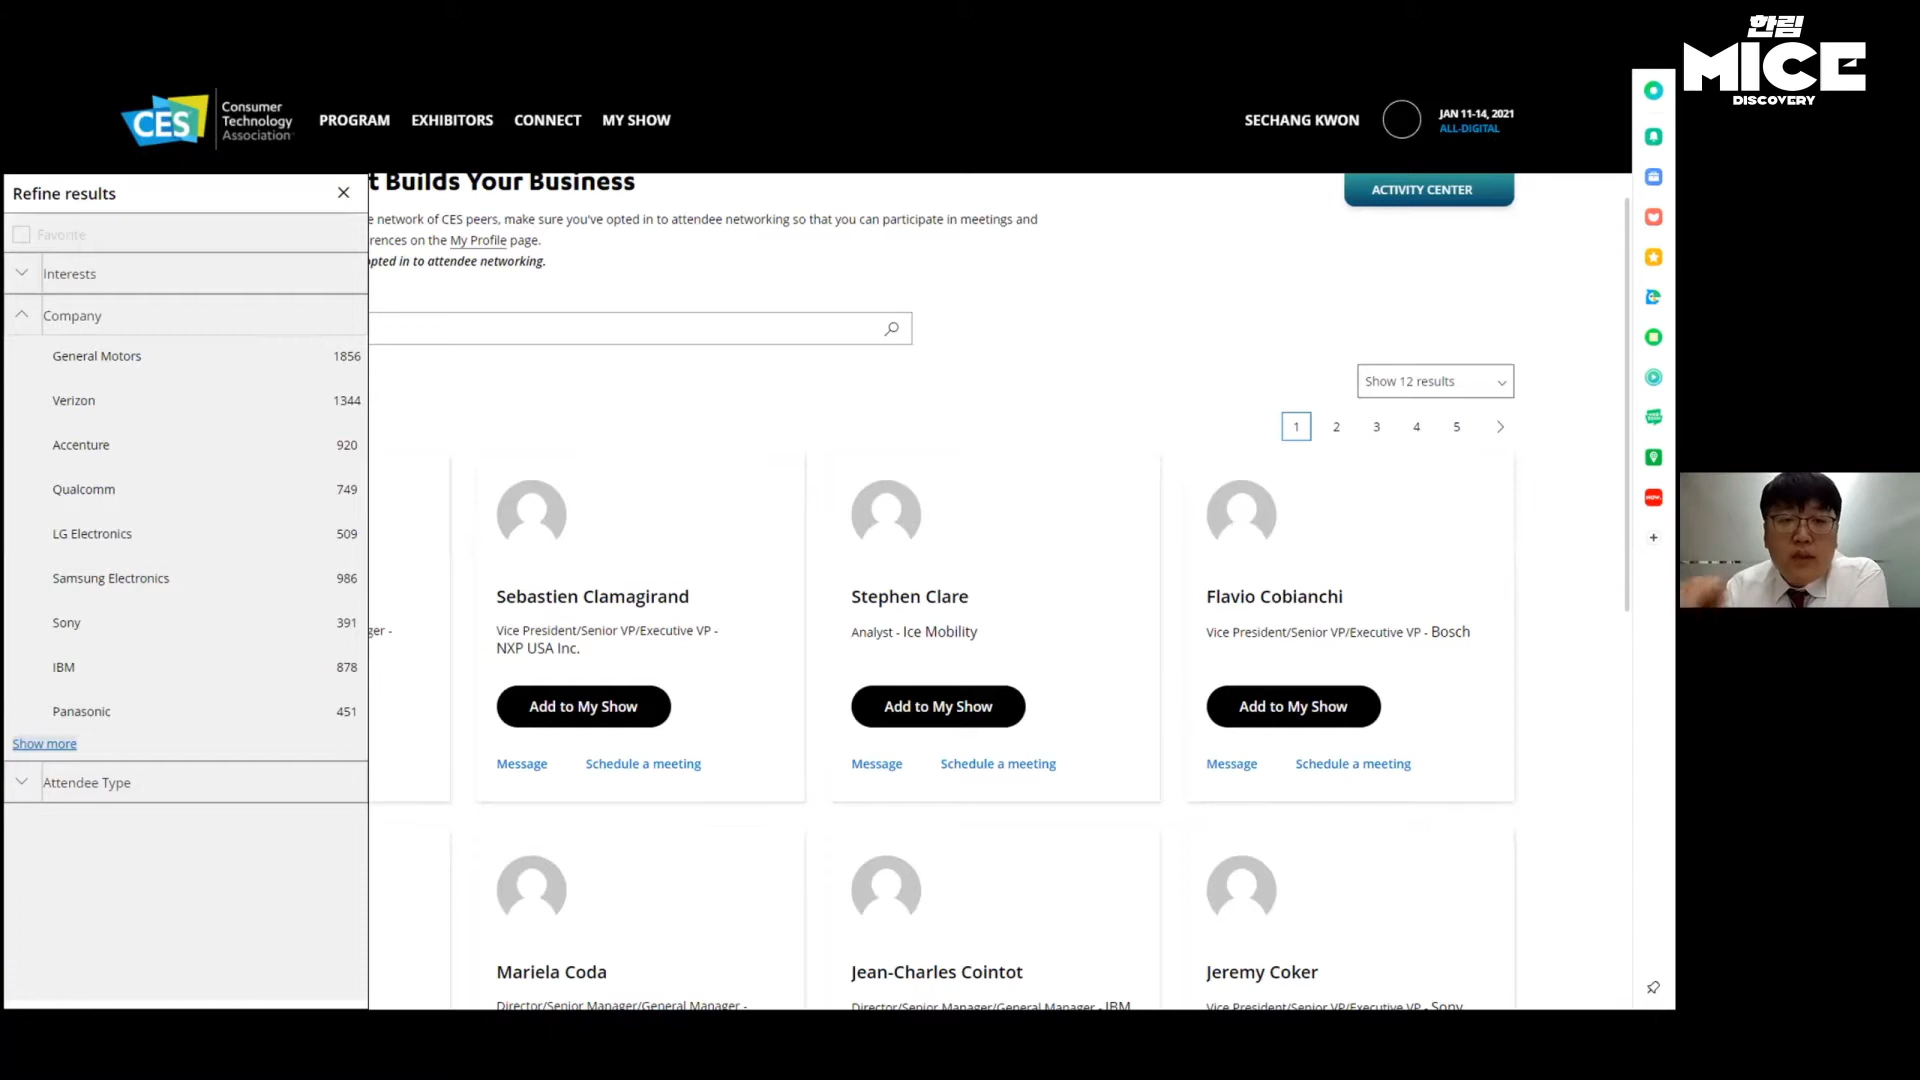 한림
MICE
DISCOVERY
CES
Consumer
Technology
Association
PROGRAM
EXHIBITORS
CONNECT
MY SHOW
SECHANG KWON
JAN 11-14, 2021
ALL-DIGITAL
Refine results
t Builds Your Business
ACTIVITY CENTER
e network of CES peers, make sure you've opted in to attendee networking so that you can participate in meetings and
rences on the My Profile page.
opted in to attendee networking.
Favorite
Interests
Company
General Motors 1856
Verizon 1344
Accenture 920
Qualcomm 749
LG Electronics 509
Samsung Electronics 986
Sony 391
IBM 878
Panasonic 451
Show more
Attendee Type
Show 12 results
1 2 3 4 5
ger -
Sebastien Clamagirand
Vice President/Senior VP/Executive VP -
NXP USA Inc.
Add to My Show
Message Schedule a meeting
Stephen Clare
Analyst - Ice Mobility
Add to My Show
Message Schedule a meeting
Flavio Cobianchi
Vice President/Senior VP/Executive VP - Bosch
Add to My Show
Message Schedule a meeting
Mariela Coda
Director/Senior Manager/General Manager -
Jean-Charles Cointot
Director/Senior Manager/General Manager - IBM
Jeremy Coker
Vice President/Senior VP/Executive VP - Sony